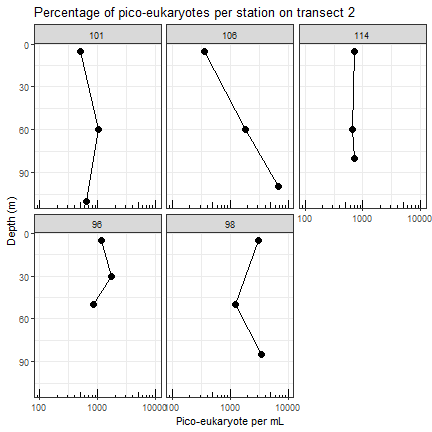 Percentage of pico-eukaryotes per station on transect 2
101 106 114
0
30
60
90
100 1000 10000
96 98
0
30
60
90
100 1000 10000 100 1000 10000
Depth (m)
Pico-eukaryote per mL